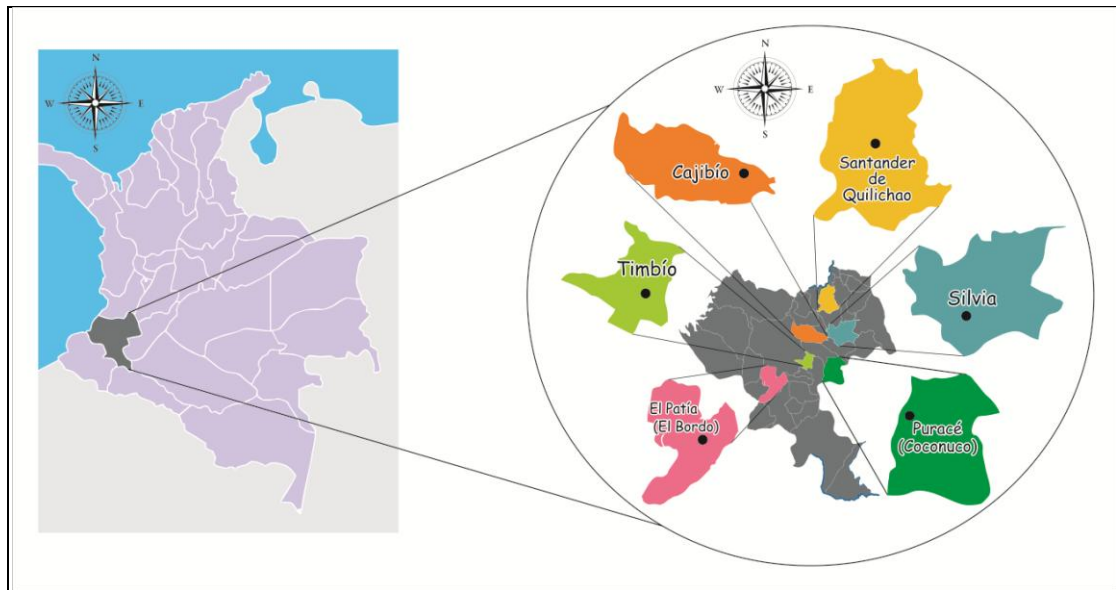 N
W
E
S
N
W
E
S
Cajibío
Santander
de
Quilichao
Timbío
Silvia
El Patía
(El Bordo)
Puracé
(Coconuco)